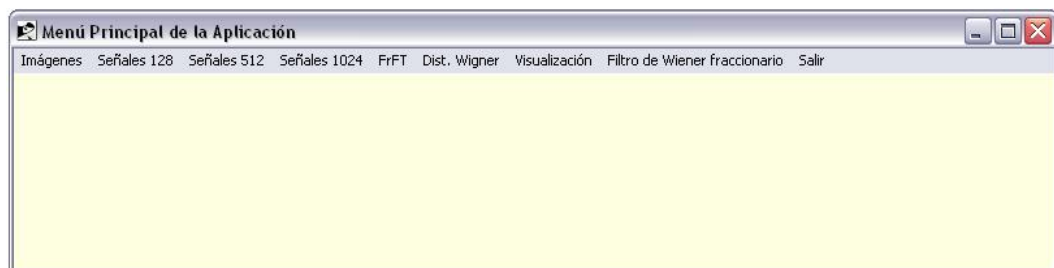 Menú Principal de la Aplicación
Imágenes Señales 128 Señales 512 Señales 1024 FrFT Dist. Wigner Visualización Filtro de Wiener fraccionario Salir